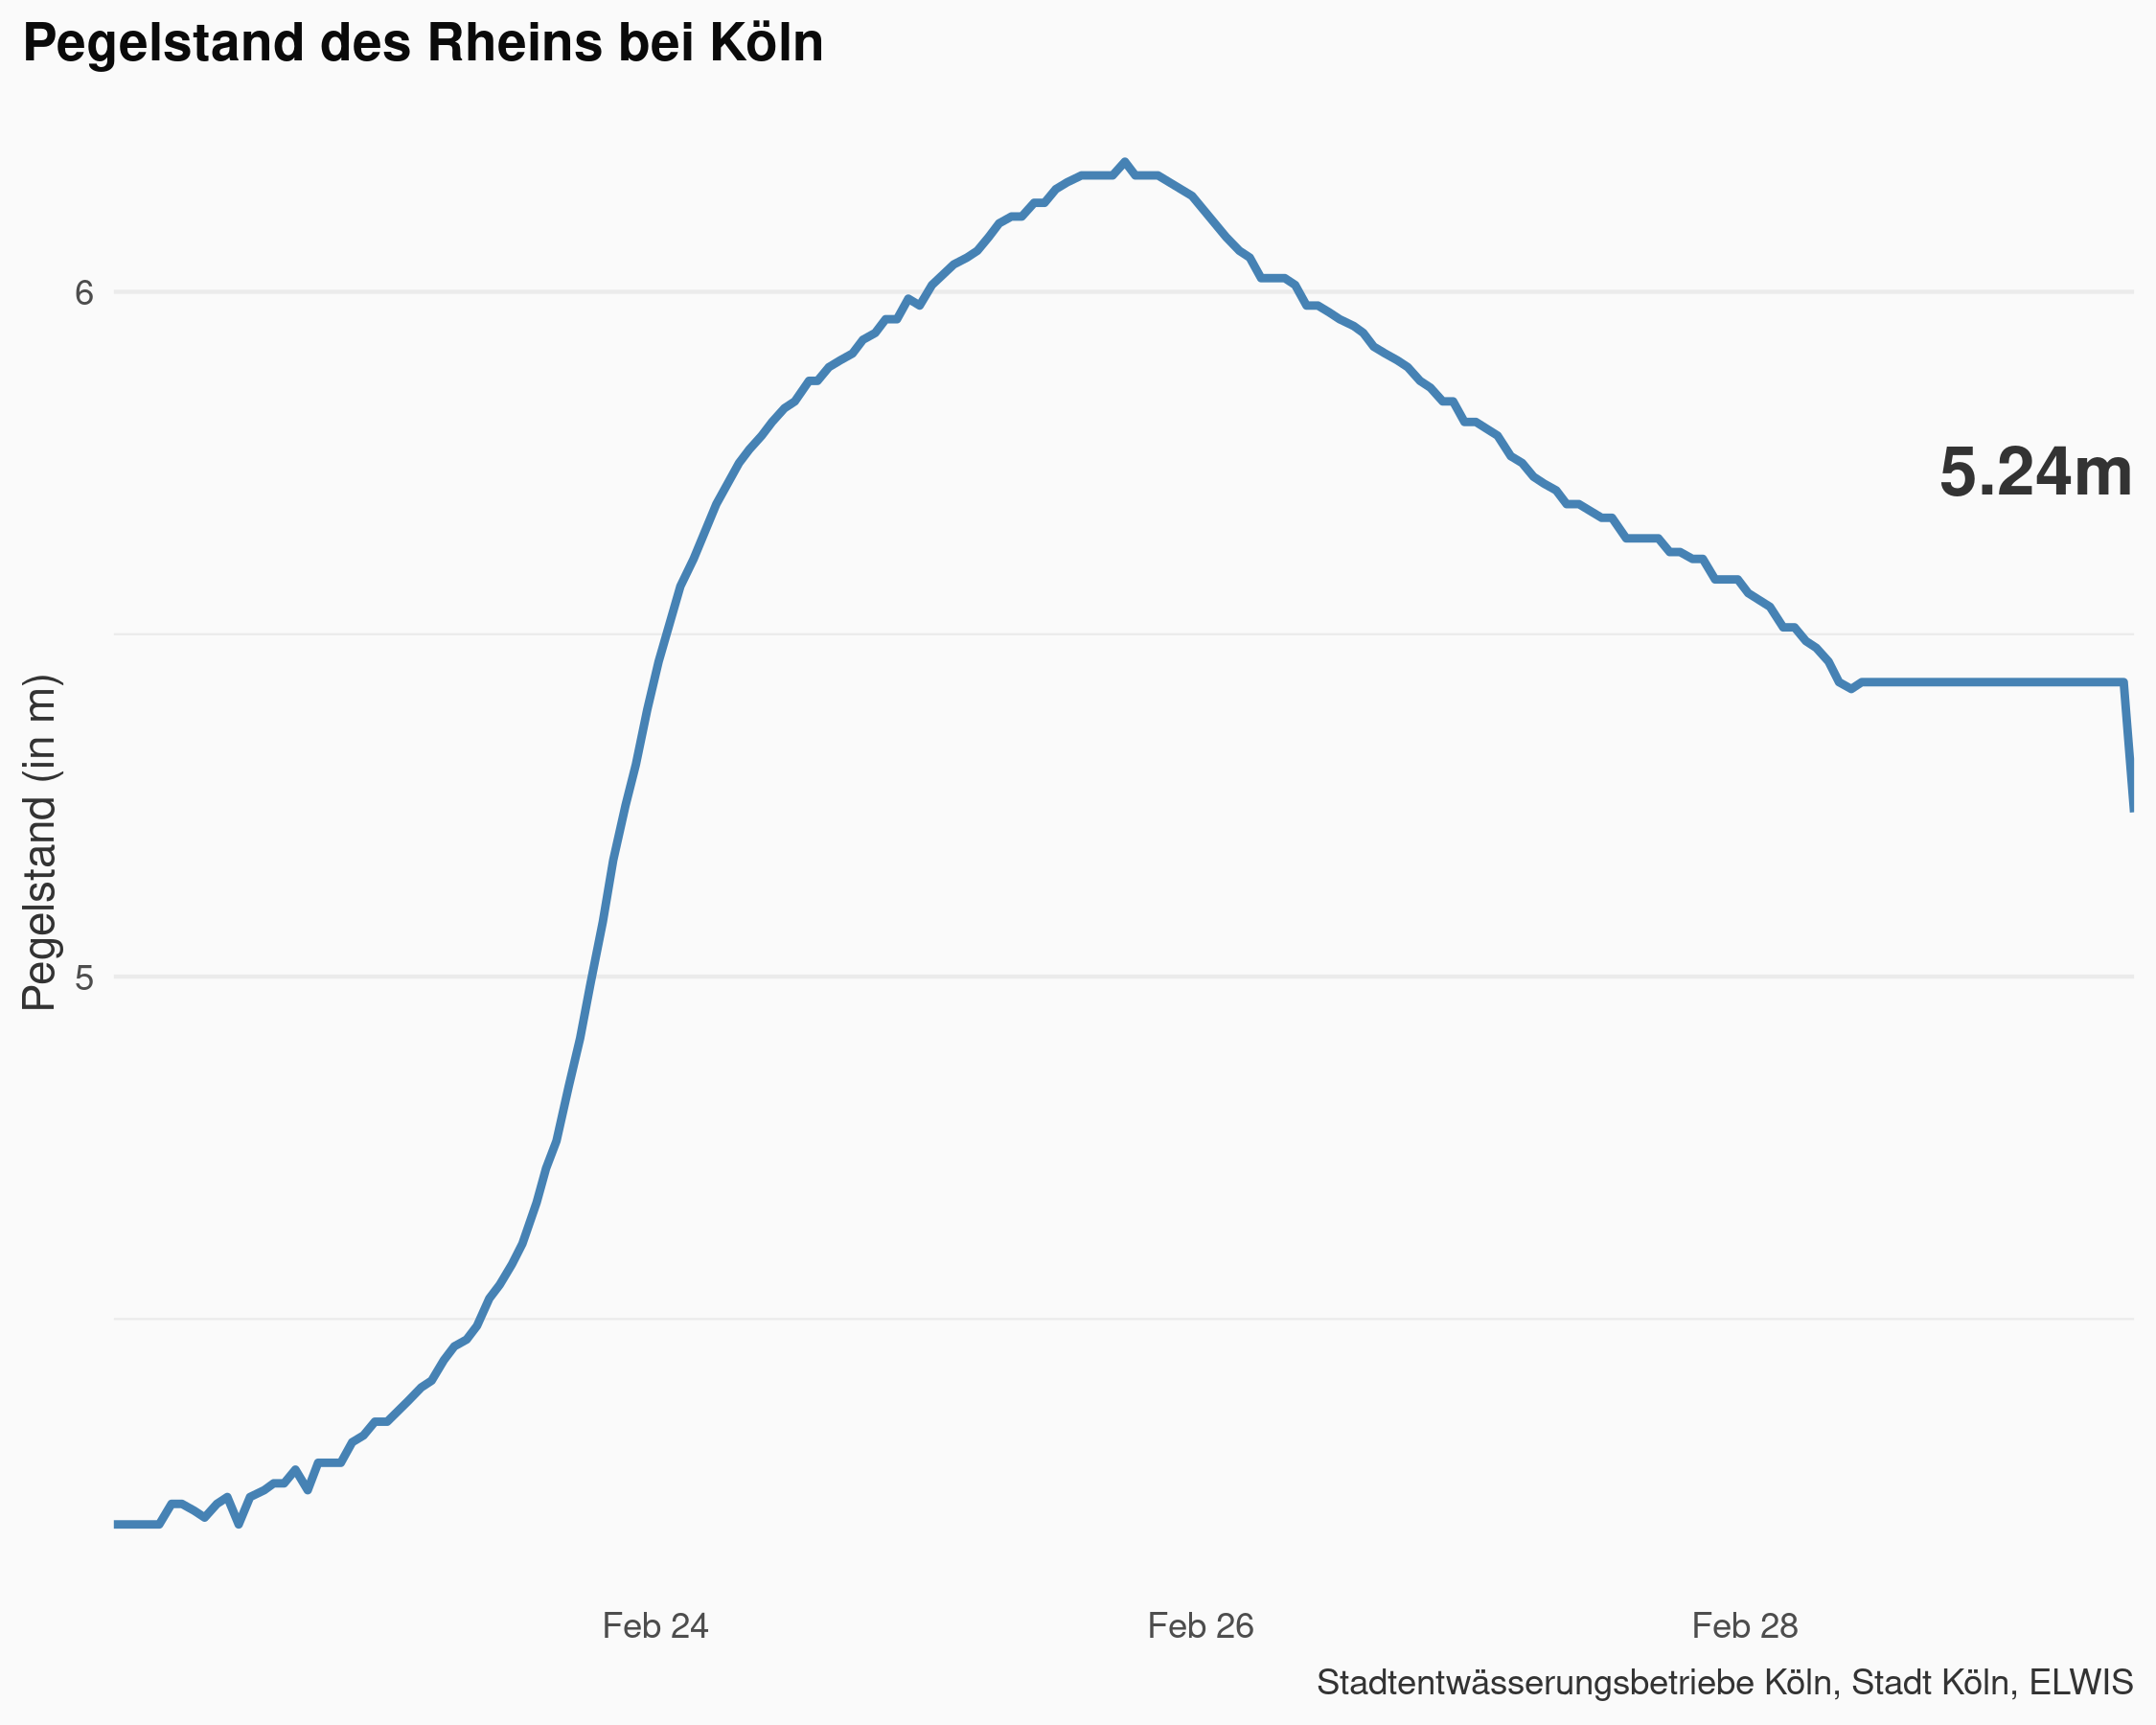 Pegelstand des Rheins bei Köln
6
5.24m
Pegelstand (in m)
5
Feb 24
Feb 26
Feb 28
Stadtentwässerungsbetriebe Köln, Stadt Köln, ELWIS